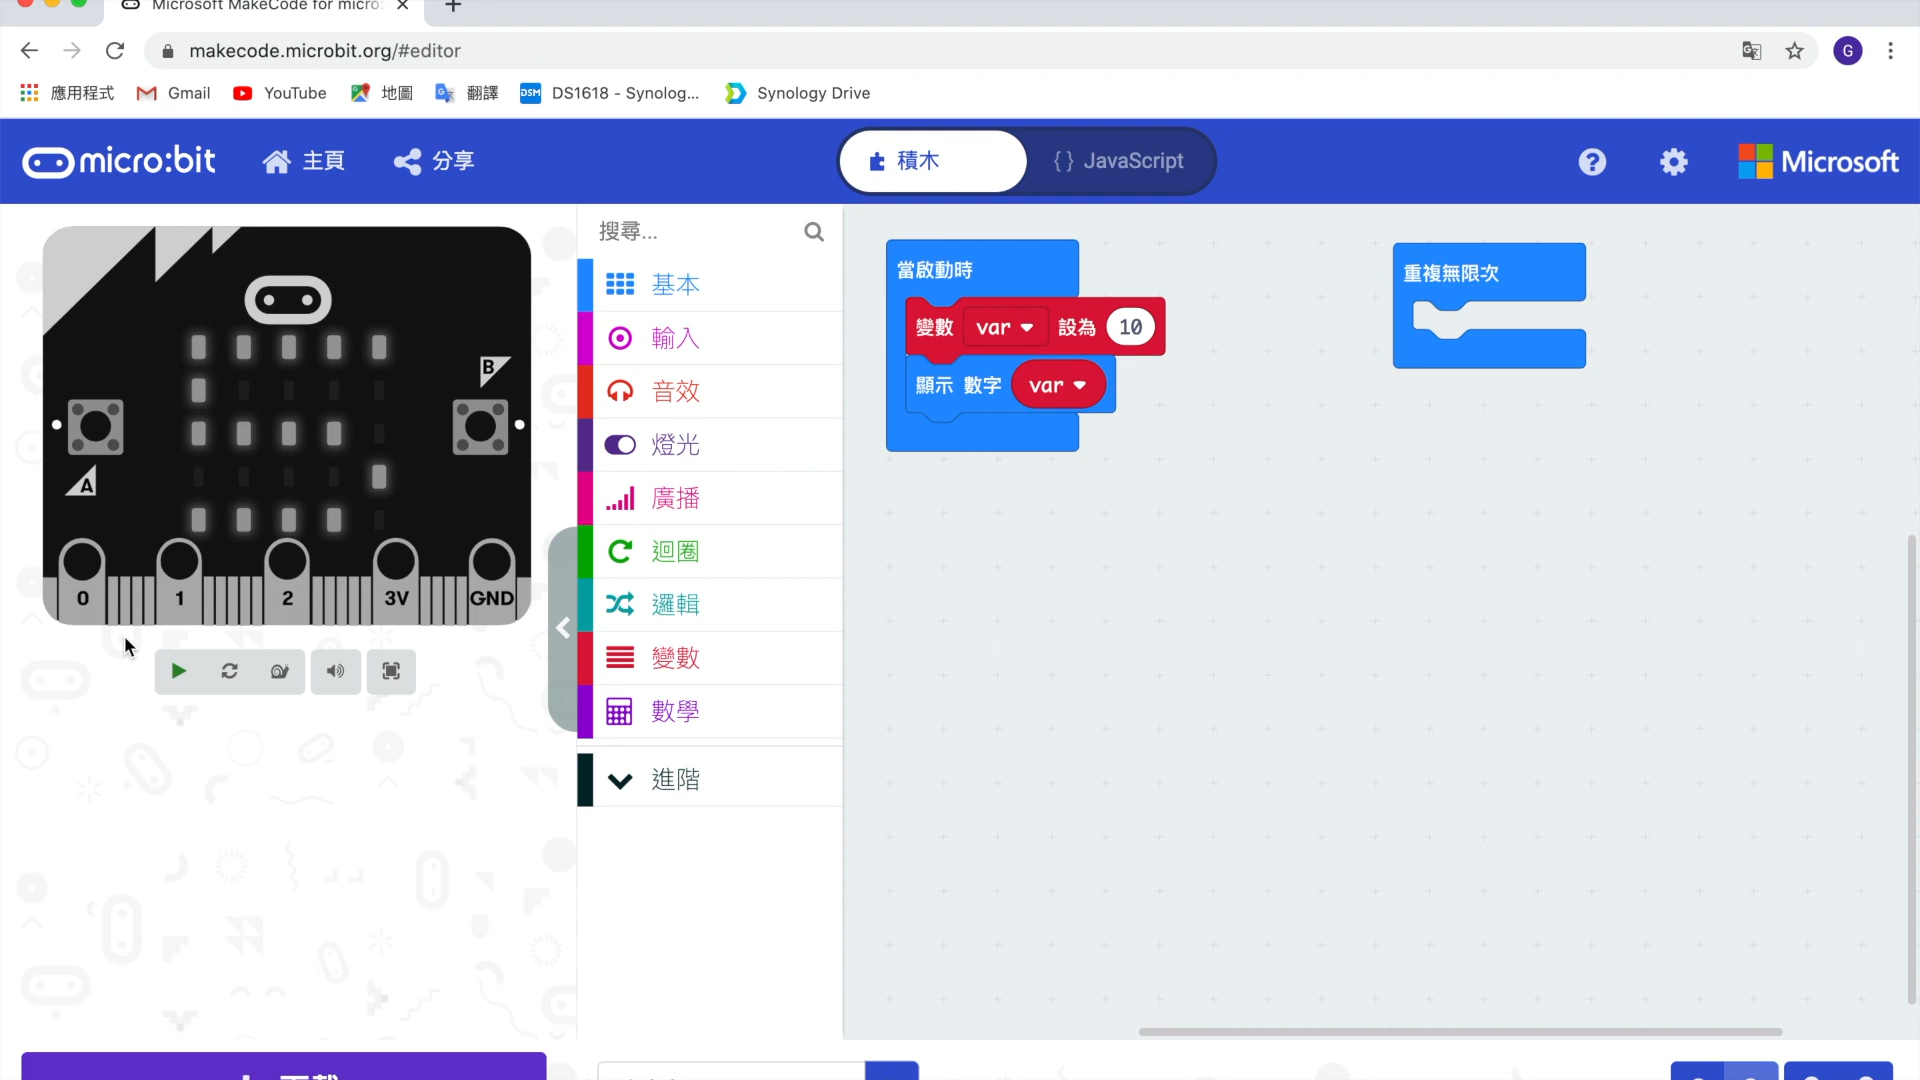 Microsoft MakeCode for micro:
makecode.microbit.org/#editor
G
應用程式 Gmail YouTube 地圖 翻譯 DSM DS1618 - Synolog... Synology Drive
micro:bit 主頁 分享 積木 {} JavaScript ? Microsoft
搜尋...
基本
輸入
音效
燈光
廣播
迴圈
邏輯
變數
數學
進階
B
A
0 1 2 3V GND
當啟動時
變數 var 設為 10
顯示 數字 var
重複無限次
下載